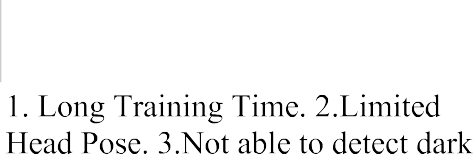 1. Long Training Time. 2.Limited
Head Pose. 3.Not able to detect dark